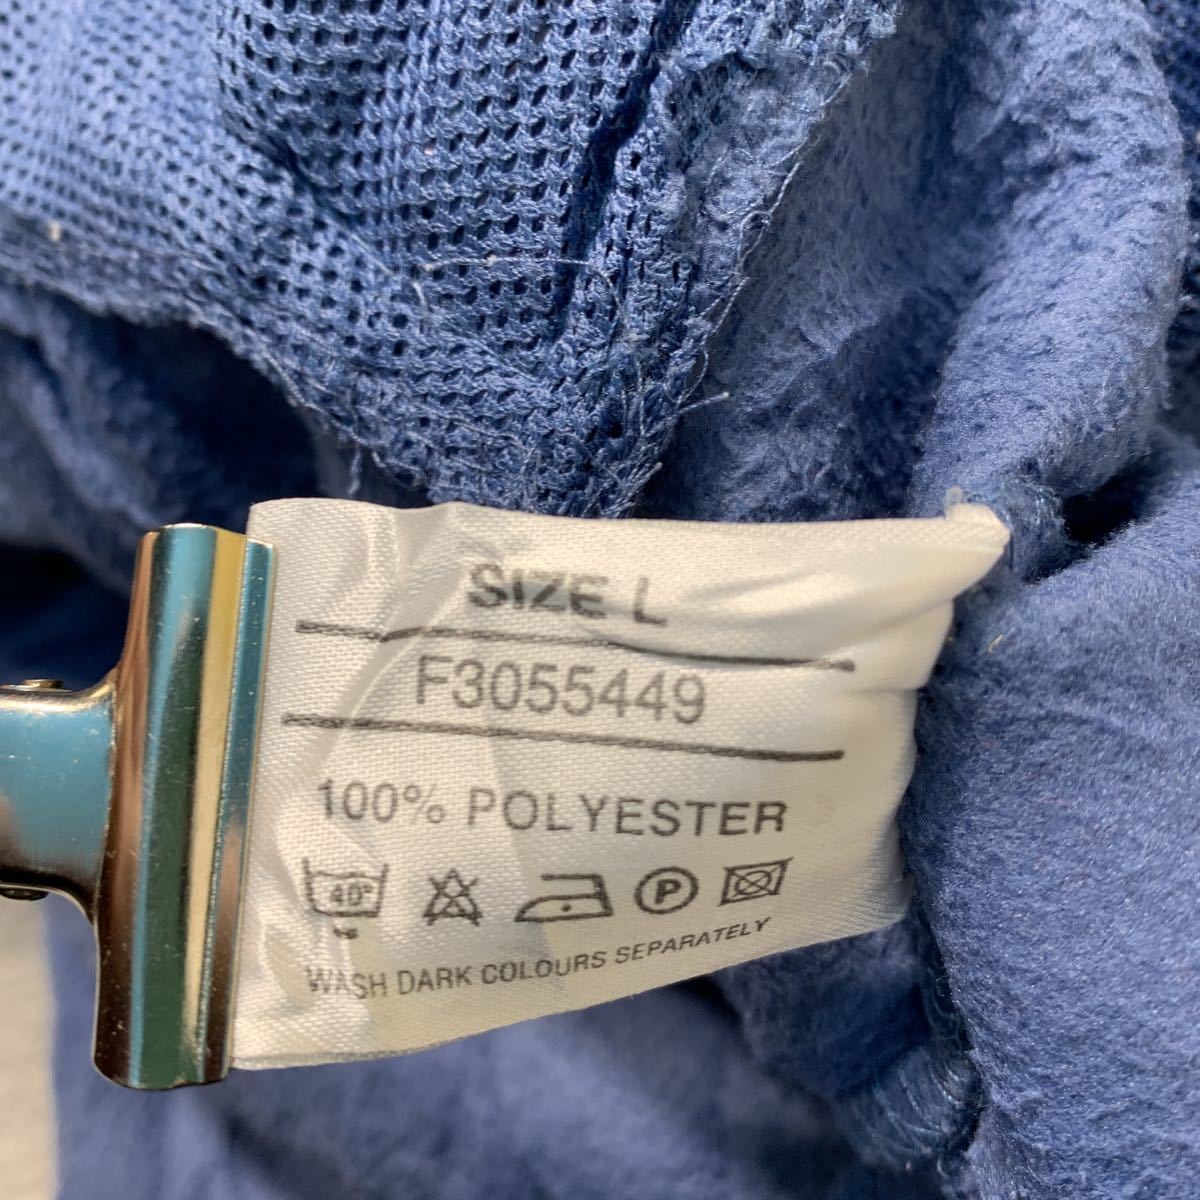 SIZE L
F3055449
100% POLYESTER
40° P
WASH DARK COLOURS SEPARATELY